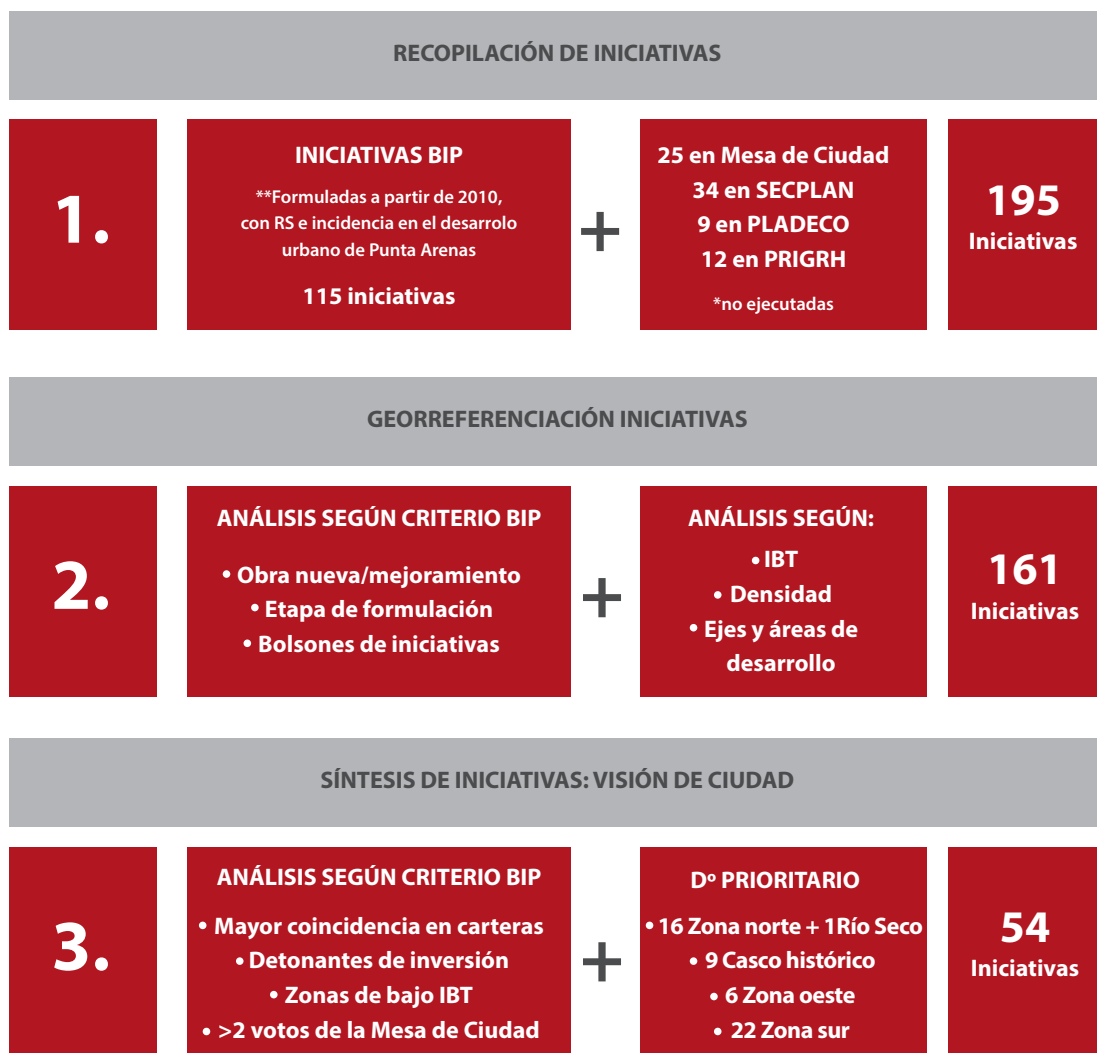 RECOPILACIÓN DE INICIATIVAS
1.
INICIATIVAS BIP
**Formuladas a partir de 2010,
con RS e incidencia en el desarrolo
urbano de Punta Arenas
115 iniciativas
+
25 en Mesa de Ciudad
34 en SECPLAN
9 en PLADECO
12 en PRIGRH
*no ejecutadas
195
Iniciativas
GEORREFERENCIACIÓN INICIATIVAS
2.
ANÁLISIS SEGÚN CRITERIO BIP
• Obra nueva/mejoramiento
• Etapa de formulación
• Bolsones de iniciativas
+
ANÁLISIS SEGÚN:
• IBT
• Densidad
• Ejes y áreas de
desarrollo
161
Iniciativas
SÍNTESIS DE INICIATIVAS: VISIÓN DE CIUDAD
3.
ANÁLISIS SEGÚN CRITERIO BIP
• Mayor coincidencia en carteras
• Detonantes de inversión
• Zonas de bajo IBT
• >2 votos de la Mesa de Ciudad
+
Dº PRIORITARIO
• 16 Zona norte + 1Río Seco
• 9 Casco histórico
• 6 Zona oeste
• 22 Zona sur
54
Iniciativas